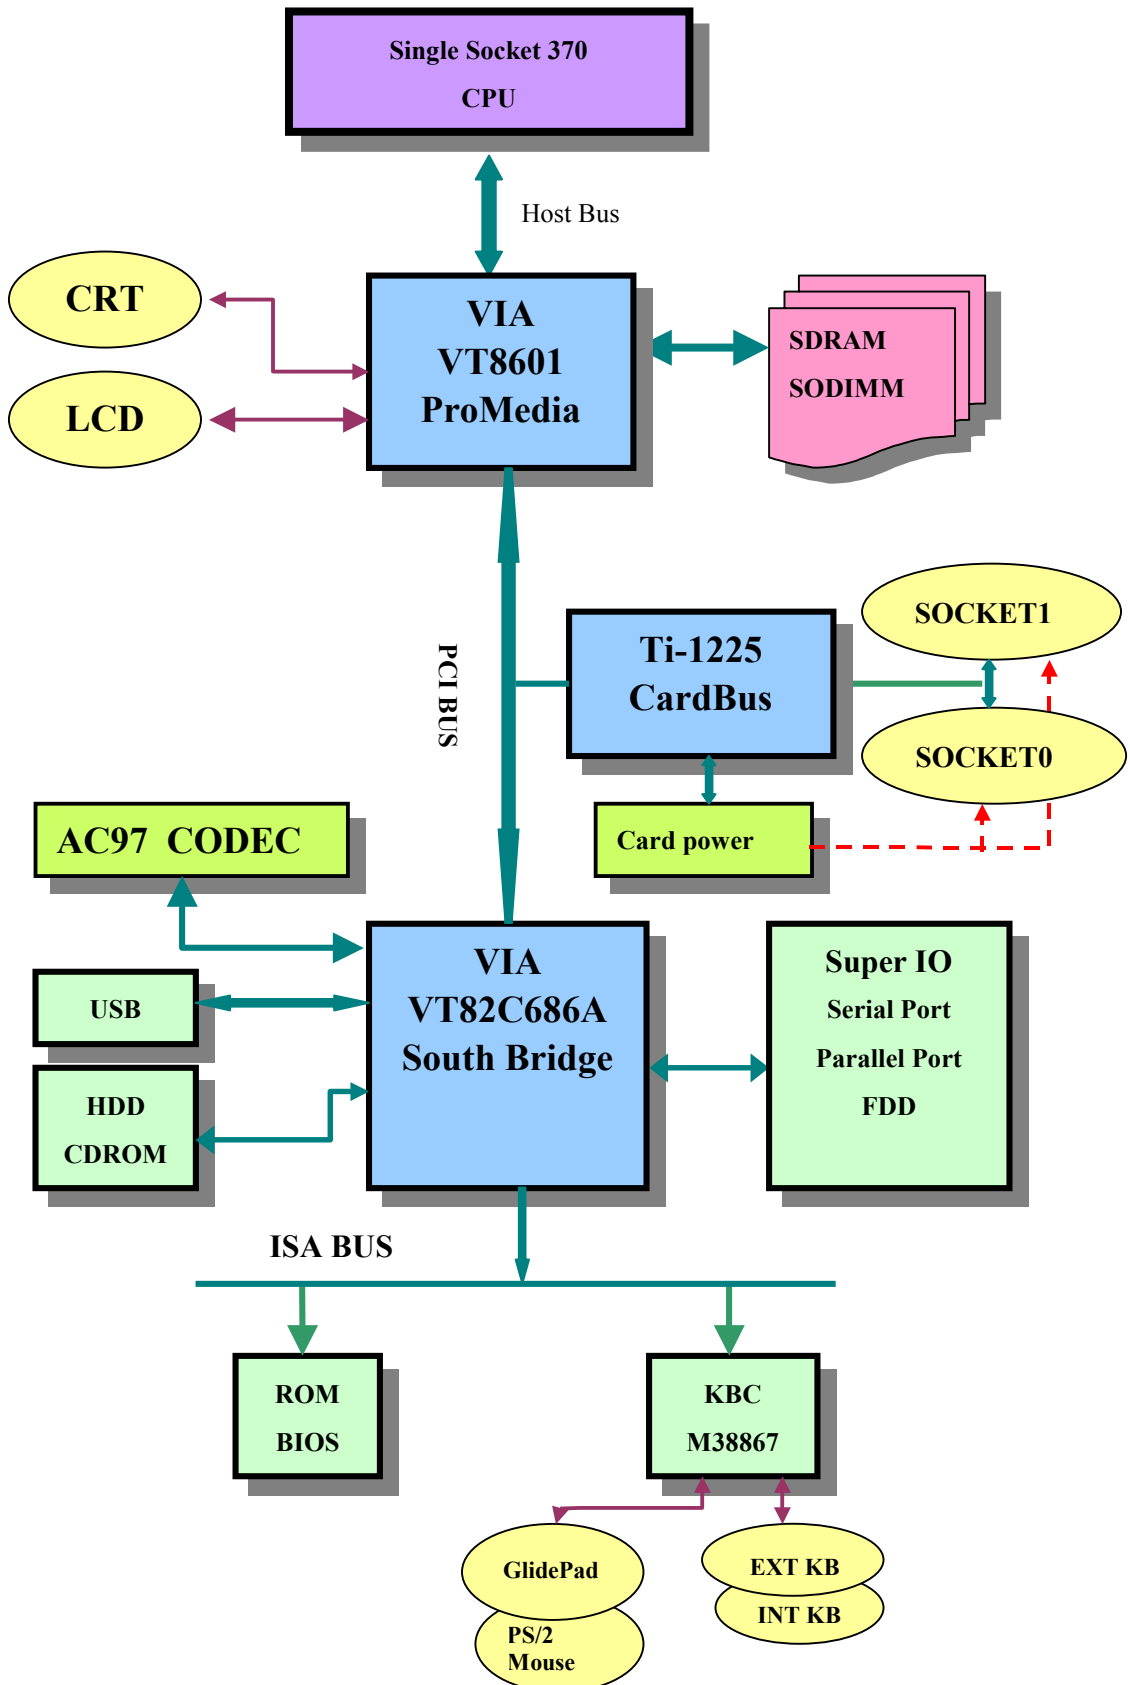 Single Socket 370
CPU
Host Bus
CRT
LCD
VIA
VT8601
ProMedia
SDRAM
SODIMM
PCI BUS
Ti-1225
CardBus
SOCKET1
SOCKET0
Card power
AC97  CODEC
USB
HDD
CDROM
VIA
VT82C686A
South Bridge
Super IO
Serial Port
Parallel Port
FDD
ISA BUS
ROM
BIOS
KBC
M38867
GlidePad
PS/2
Mouse
EXT KB
INT KB